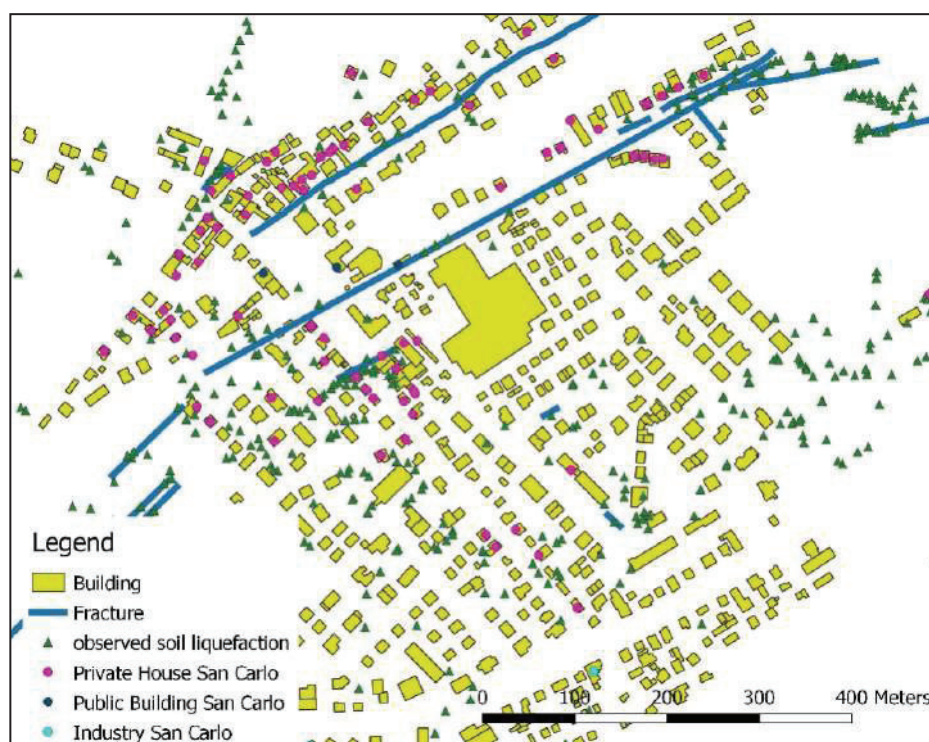 Legend
Building
Fracture
observed soil liquefaction
Private House San Carlo
Public Building San Carlo
Industry San Carlo
0 100 200 300 400 Meters